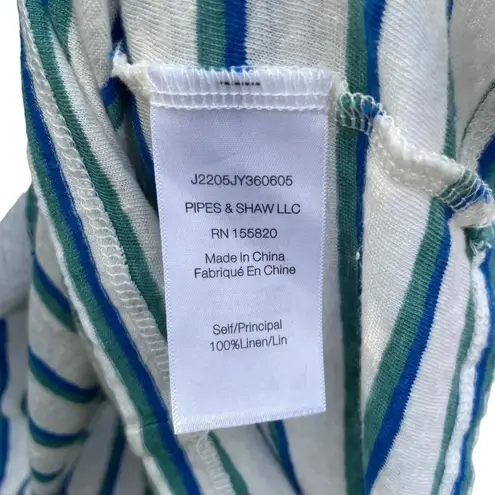 J2205JY360605
PIPES & SHAW LLC
RN 155820
Made In China
Fabriqué En Chine
Self/Principal
100%Linen/Lin